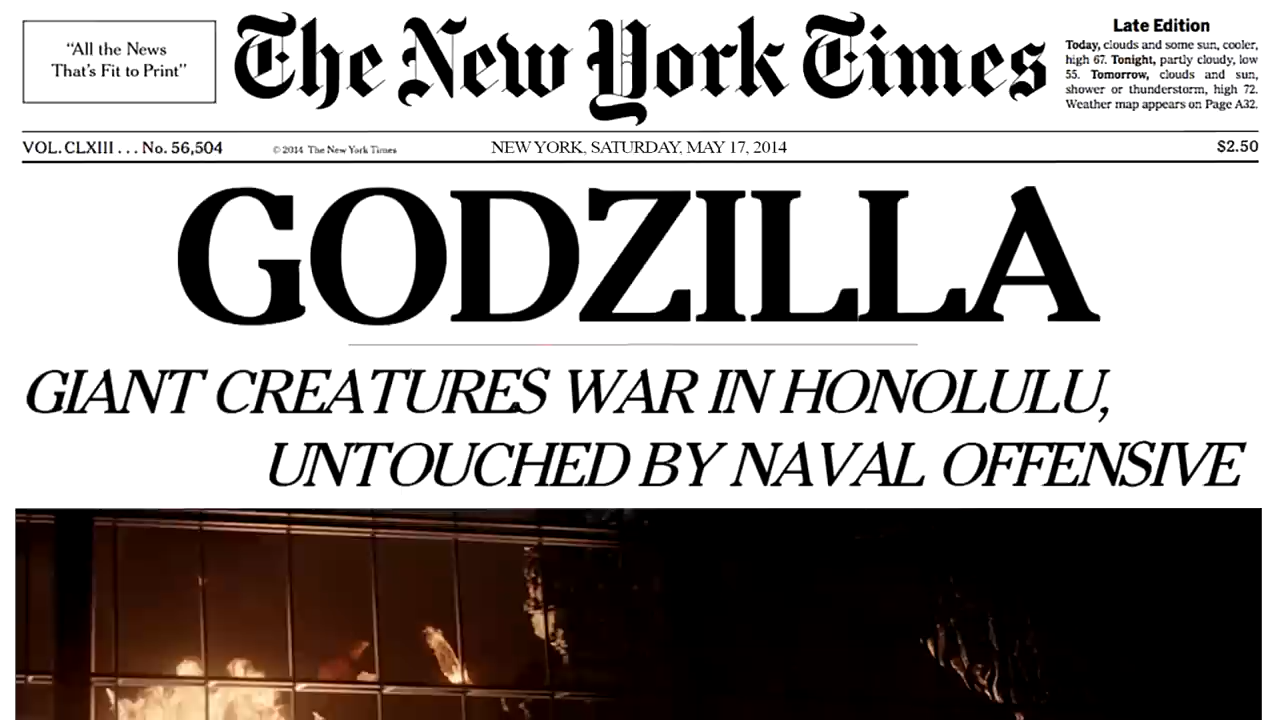 "All the News
That's Fit to Print"
The New York Times
Late Edition
Today, clouds and some sun, cooler,
high 67. Tonight, partly cloudy, low
55. Tomorrow, clouds and sun,
shower or thunderstorm, high 72.
Weather map appears on Page A32.
VOL. CLXIII . . . No. 56,504
© 2014 The New York Times
NEW YORK, SATURDAY, MAY 17, 2014
$2.50
GODZILLA
GIANT CREATURES WAR IN HONOLULU,
UNTOUCHED BY NAVAL OFFENSIVE